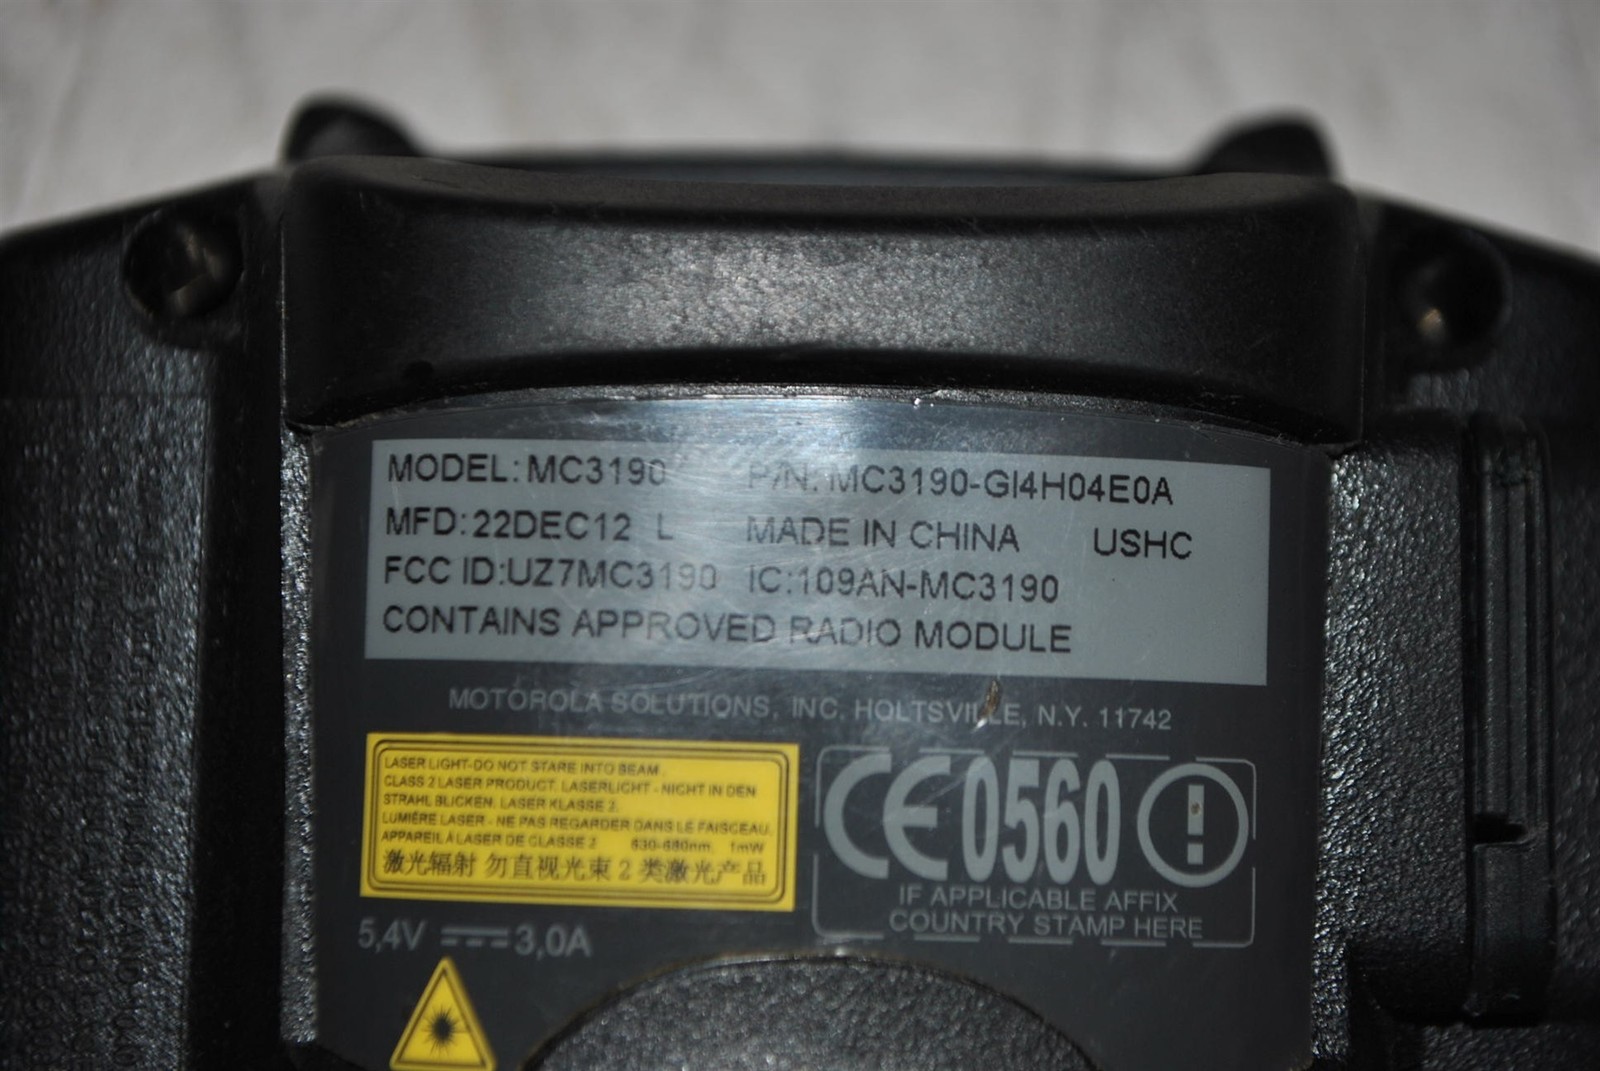 MODEL: MC3190 P/N: MC3190-GI4H04E0A
MFD: 22DEC12 L MADE IN CHINA USHC
FCC ID:UZ7MC3190 IC:109AN-MC3190
CONTAINS APPROVED RADIO MODULE
MOTOROLA SOLUTIONS, INC. HOLTSVILLE, N.Y. 11742
LASER LIGHT-DO NOT STARE INTO BEAM.
CLASS 2 LASER PRODUCT. LASERLICHT - NICHT IN DEN
STRAHL BLICKEN. LASER KLASSE 2.
LUMIÈRE LASER - NE PAS REGARDER DANS LE FAISCEAU.
APPAREIL À LASER DE CLASSE 2 630-680nm, 1mW
激光辐射 勿直视光束 2 类激光产品
CE0560
IF APPLICABLE AFFIX
COUNTRY STAMP HERE
5,4V 3,0A